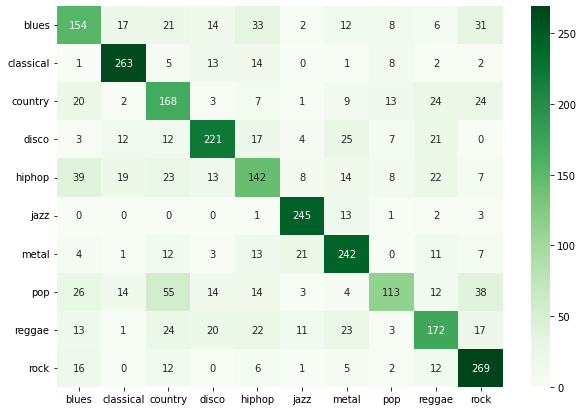 blues 154 17 21 14 33 2 12 8 6 31
classical 1 263 5 13 14 0 1 8 2 2
country 20 2 168 3 7 1 9 13 24 24
disco 3 12 12 221 17 4 25 7 21 0
hiphop 39 19 23 13 142 8 14 8 22 7
jazz 0 0 0 0 1 245 13 1 2 3
metal 4 1 12 3 13 21 242 0 11 7
pop 26 14 55 14 14 3 4 113 12 38
reggae 13 1 24 20 22 11 23 3 172 17
rock 16 0 12 0 6 1 5 2 12 269
blues classical country disco hiphop jazz metal pop reggae rock
250
200
150
100
50
0